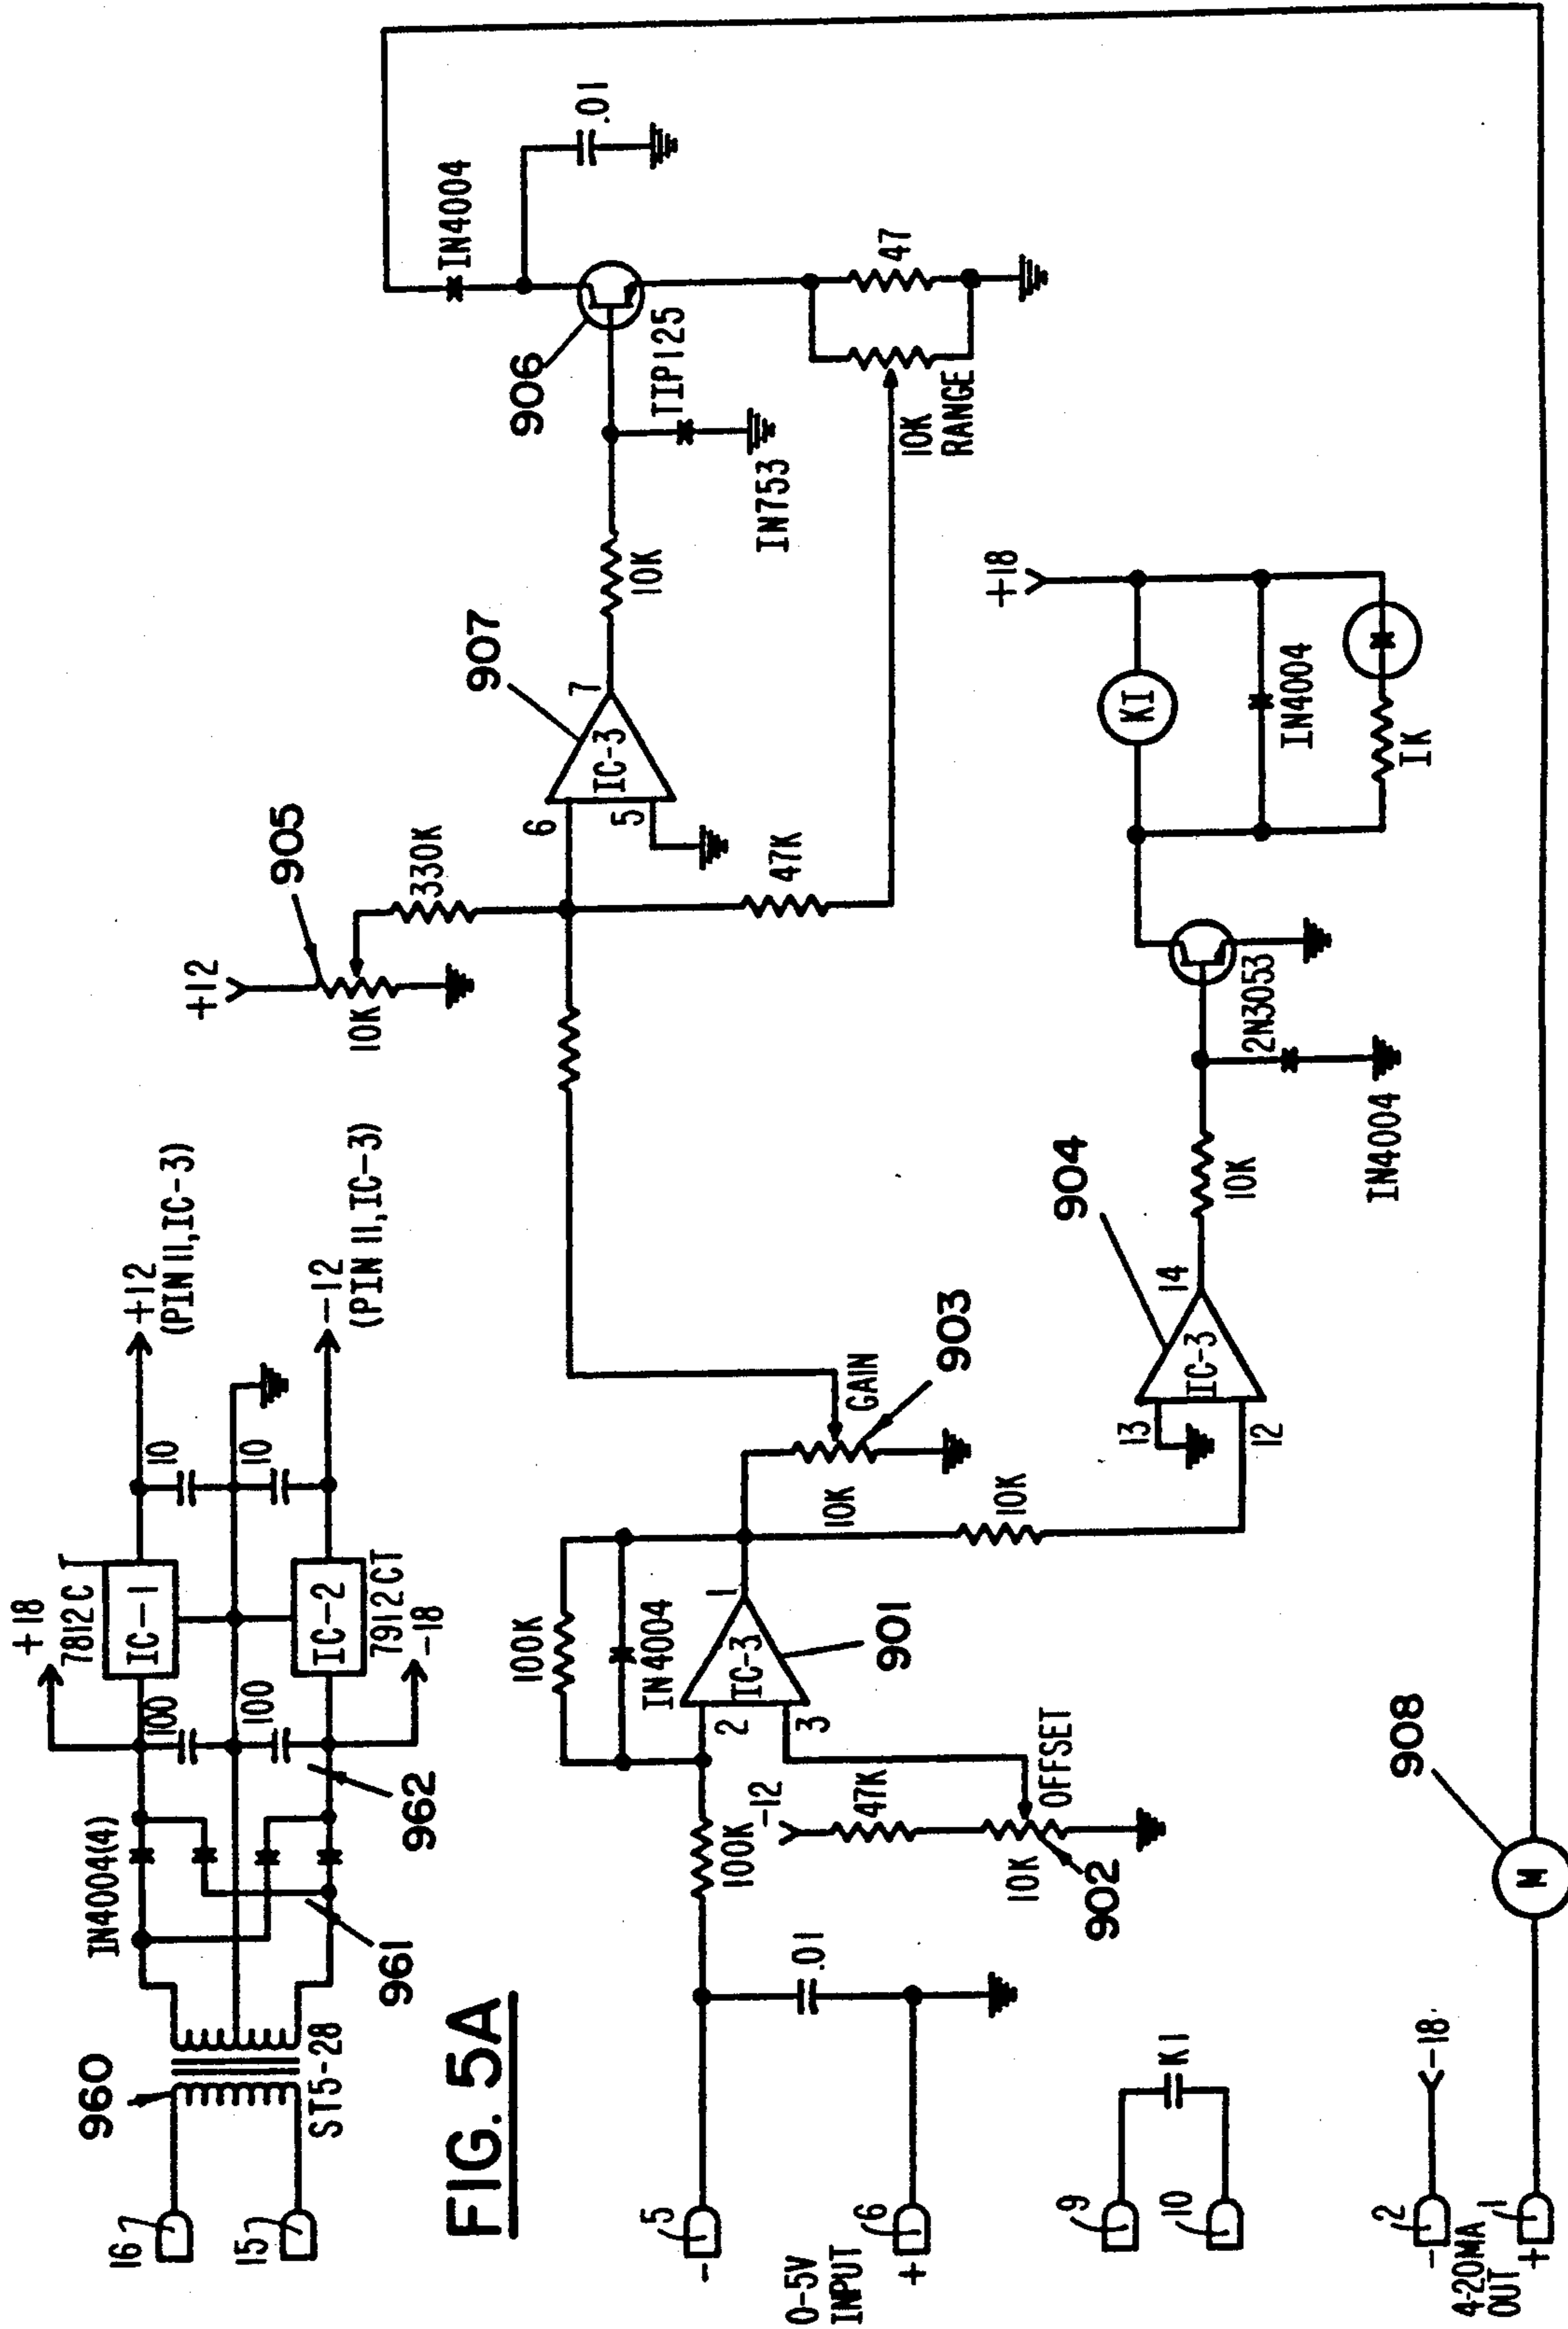 FIG. 5A
16
15
960
ST5-28
IN4004(4)
961
962
+18
7812CT
IC-1
100
100
IC-2
7912CT
-18
10
10
+12
(PIN 11, IC-3)
-12
(PIN 11, IC-3)
0-5V
INPUT
-
5
+
6
.01
100K
100K
IN4004
2
3
IC-3
1
901
-12
47K
10K
OFFSET
902
GAIN
903
10K
10K
+12
905
10K
330K
47K
6
5
IC-3
7
907
10K
IN753
906
TIP125
IN4004
.01
10K
RANGE
47
13
12
IC-3
14
904
10K
IN4004
2N3053
+18
K1
IN4004
1K
9
10
K1
4-20MA
OUT
-
2
-18
+
1
M
908